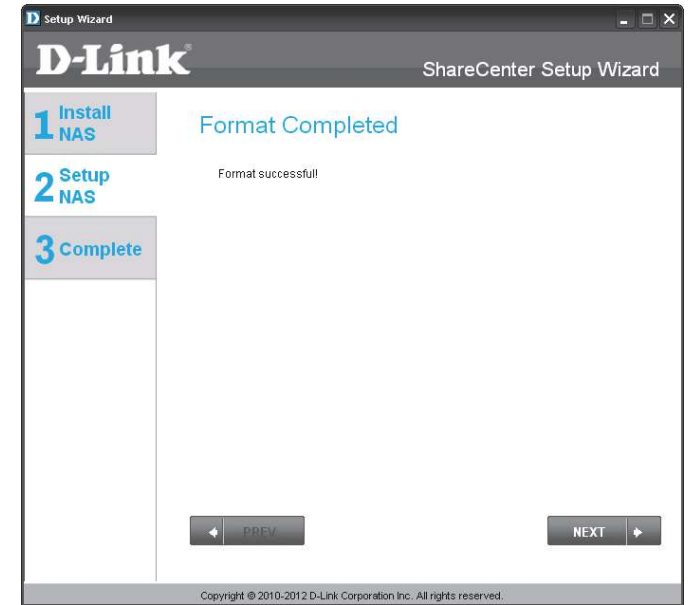 Setup Wizard
D-Link®
ShareCenter Setup Wizard
1 Install
NAS
2 Setup
NAS
3 Complete
Format Completed
Format successful!
PREV
NEXT
Copyright © 2010-2012 D-Link Corporation Inc. All rights reserved.